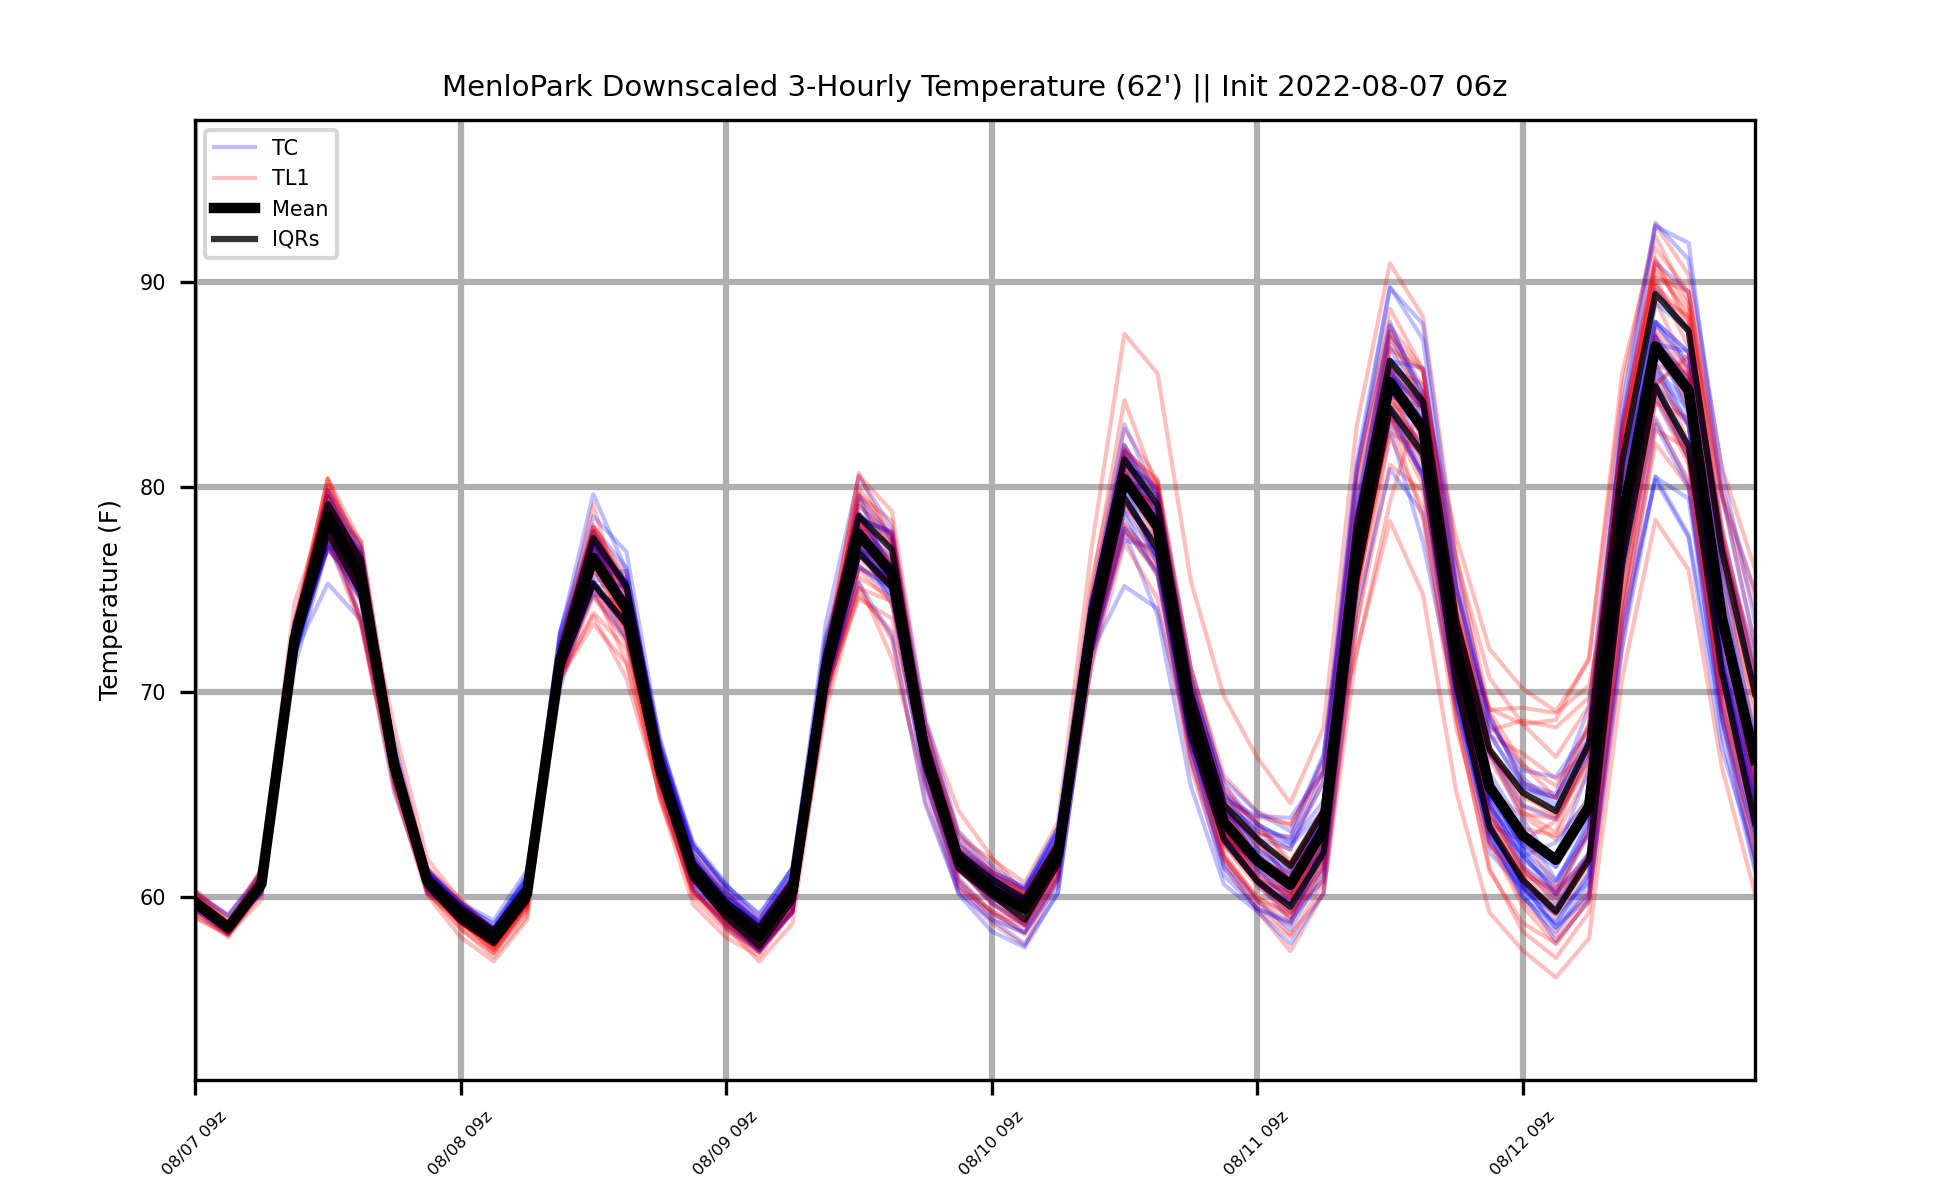 MenloPark Downscaled 3-Hourly Temperature (62') || Init 2022-08-07 06z
TC
TL1
Mean
IQRs
Temperature (F)
90
80
70
60
08/07 09z
08/08 09z
08/09 09z
08/10 09z
08/11 09z
08/12 09z